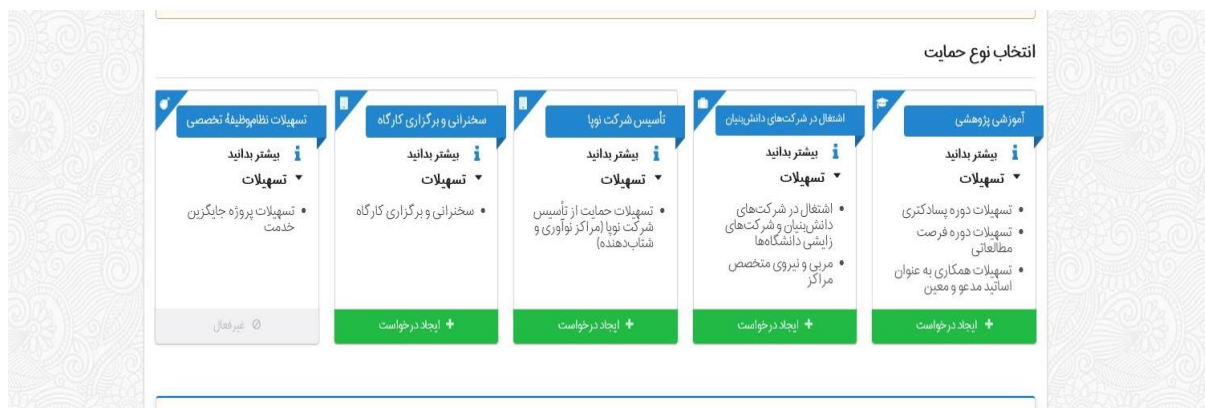 انتخاب نوع حمایت
آموزشی پژوهشی
بیشتر بدانید
تسهیلات
تسهیلات دوره پسادکتری
تسهیلات دوره فرصت
مطالعاتی
تسهیلات همکاری به عنوان
اساتید مدعو و معین
ایجاد درخواست
اشتغال در شرکت‌های دانش‌بنیان
بیشتر بدانید
تسهیلات
اشتغال در شرکت‌های
دانش‌بنیان و شرکت‌های
زایشی دانشگاه‌ها
مربی و نیروی متخصص
مراکز
ایجاد درخواست
تأسیس شرکت نوپا
بیشتر بدانید
تسهیلات
تسهیلات حمایت از تأسیس
شرکت نوپا (مراکز نوآوری و
شتاب‌دهنده)
ایجاد درخواست
سخنرانی و برگزاری کارگاه
بیشتر بدانید
تسهیلات
سخنرانی و برگزاری کارگاه
ایجاد درخواست
تسهیلات نظام‌وظیفهٔ تخصصی
بیشتر بدانید
تسهیلات
تسهیلات پروژه جایگزین
خدمت
غیرفعال